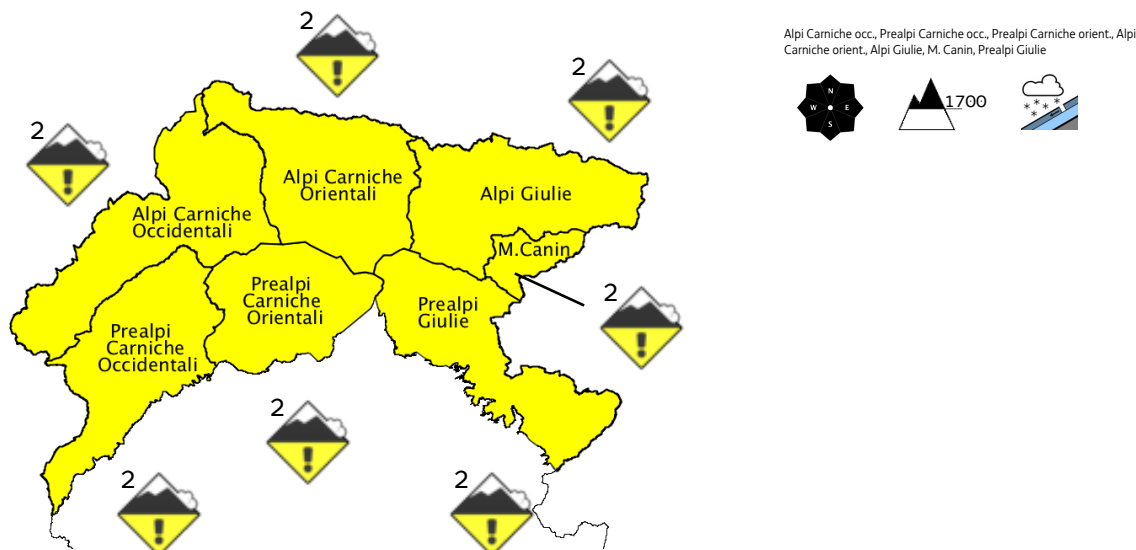 2
Alpi Carniche occ., Prealpi Carniche occ., Prealpi Carniche orient., Alpi
Carniche orient., Alpi Giulie, M. Canin, Prealpi Giulie
2
N
W E
S
1700
2
Alpi Carniche
Orientali
Alpi Giulie
Alpi Carniche
Occidentali
M.Canin
Prealpi
Carniche
Orientali
2
Prealpi
Giulie
Prealpi
Carniche
Occidentali
2
2
2